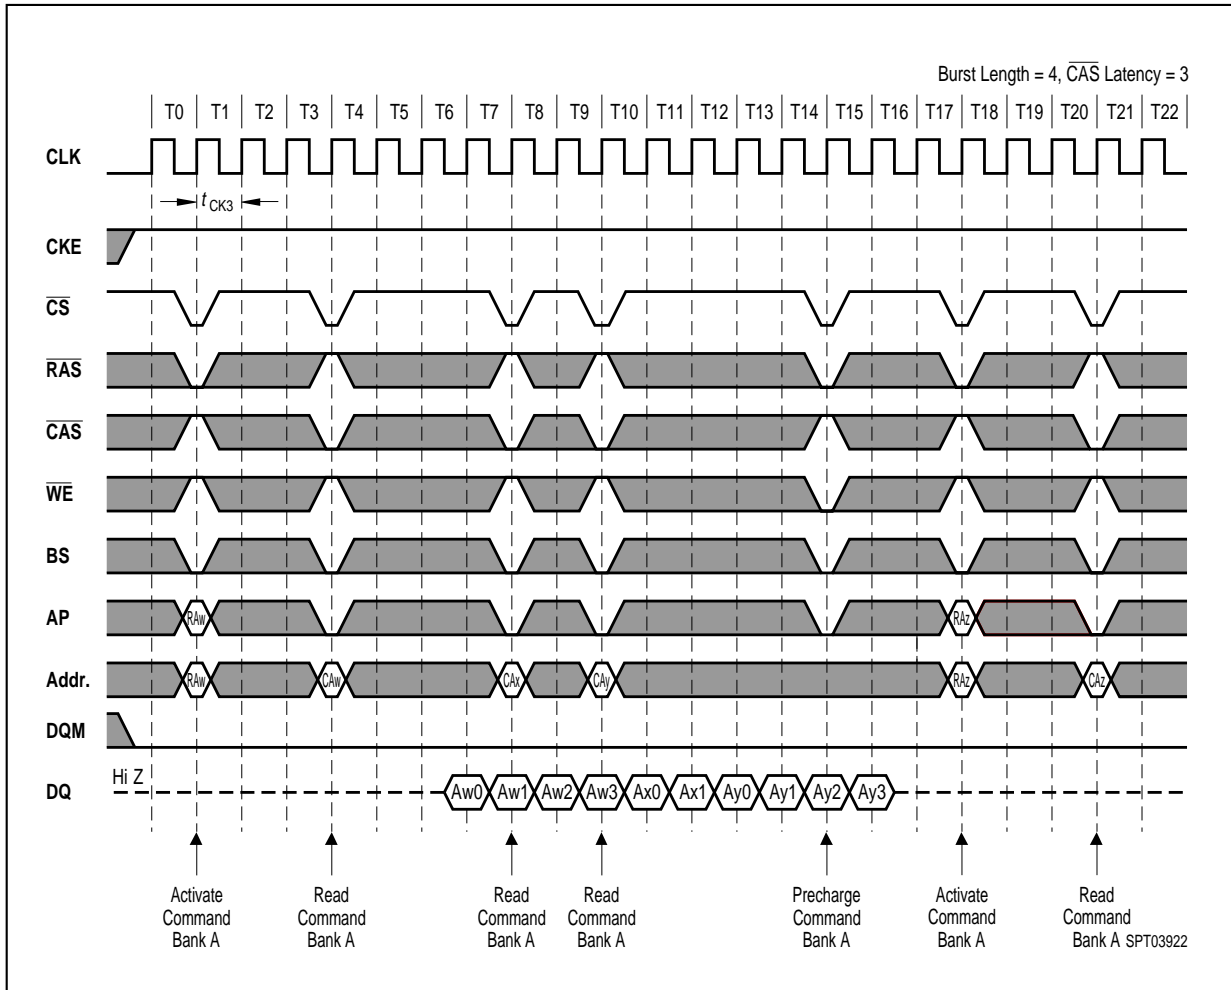 Burst Length = 4, CAS Latency = 3
T0 T1 T2 T3 T4 T5 T6 T7 T8 T9 T10 T11 T12 T13 T14 T15 T16 T17 T18 T19 T20 T21 T22
CLK
t CK3
CKE
CS
RAS
CAS
WE
BS
AP RAw RAz
Addr. RAw CAw CAx CAy RAz CAz
DQM
Hi Z
DQ Aw0 Aw1 Aw2 Aw3 Ax0 Ax1 Ay0 Ay1 Ay2 Ay3
Activate Command Bank A
Read Command Bank A
Read Command Bank A
Read Command Bank A
Precharge Command Bank A
Activate Command Bank A
Read Command Bank A
SPT03922